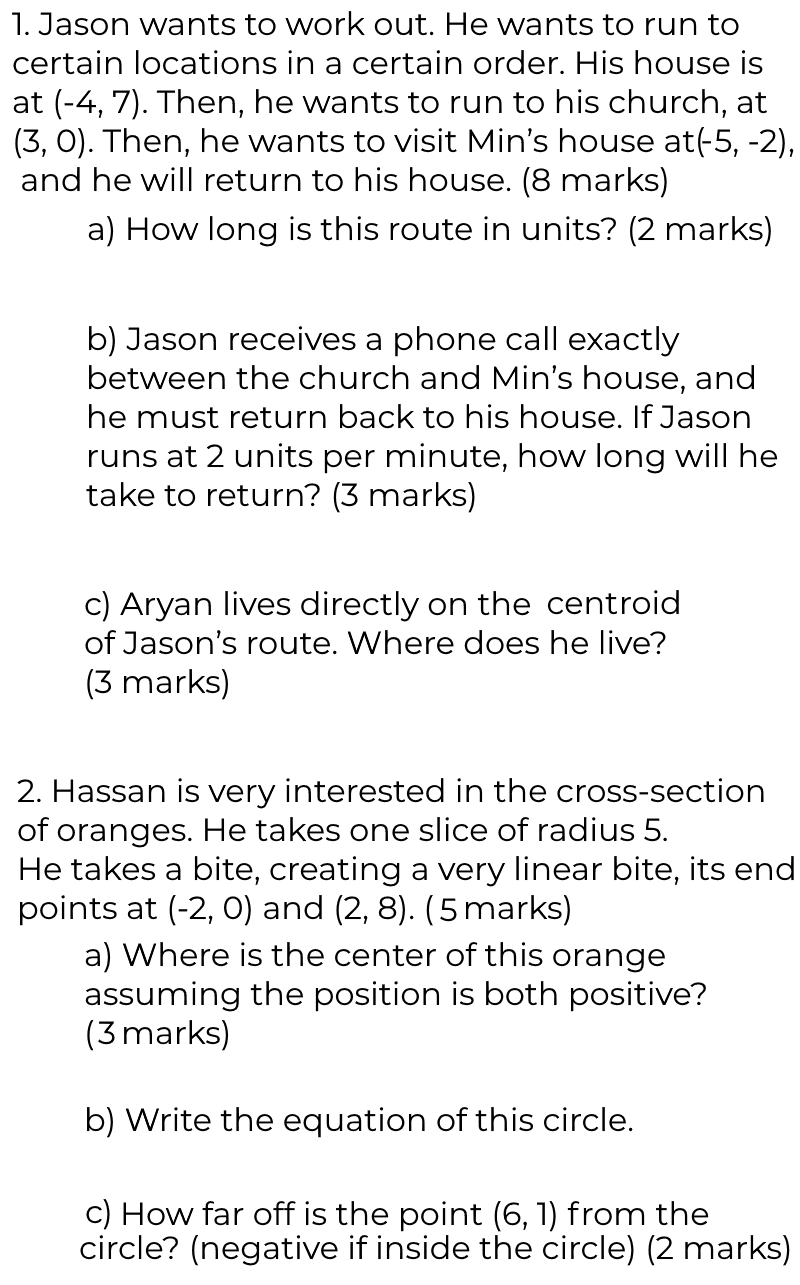 1. Jason wants to work out. He wants to run to
certain locations in a certain order. His house is
at (-4, 7). Then, he wants to run to his church, at
(3, 0). Then, he wants to visit Min's house at(-5, -2),
and he will return to his house. (8 marks)
a) How long is this route in units? (2 marks)
b) Jason receives a phone call exactly
between the church and Min's house, and
he must return back to his house. If Jason
runs at 2 units per minute, how long will he
take to return? (3 marks)
c) Aryan lives directly on the centroid
of Jason's route. Where does he live?
(3 marks)
2. Hassan is very interested in the cross-section
of oranges. He takes one slice of radius 5.
He takes a bite, creating a very linear bite, its end
points at (-2, 0) and (2, 8). (5 marks)
a) Where is the center of this orange
assuming the position is both positive?
(3 marks)
b) Write the equation of this circle.
c) How far off is the point (6, 1) from the
circle? (negative if inside the circle) (2 marks)